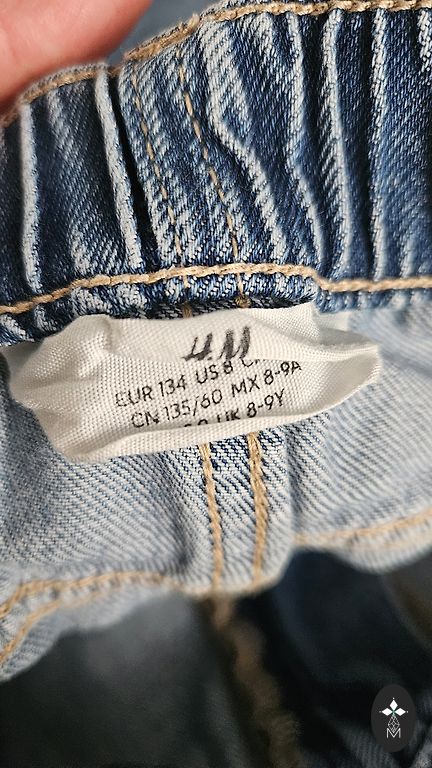 H.M
EUR 134 US 8
CN 135/60 MX 8-9A
UK 8-9Y
M